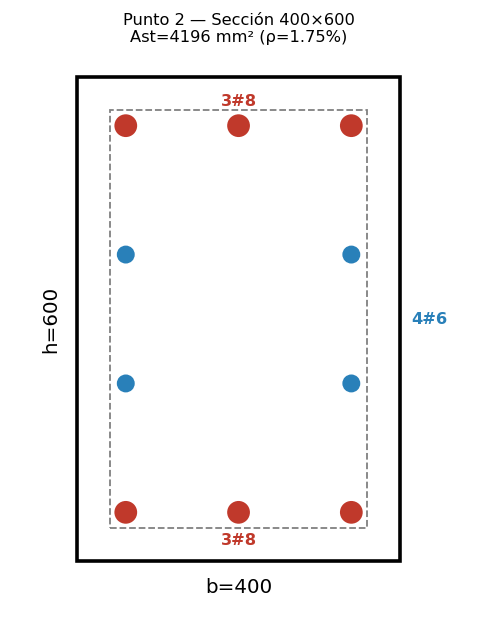 Punto 2 — Sección 400×600
Ast=4196 mm² (ρ=1.75%)
3#8
h=600
4#6
3#8
b=400